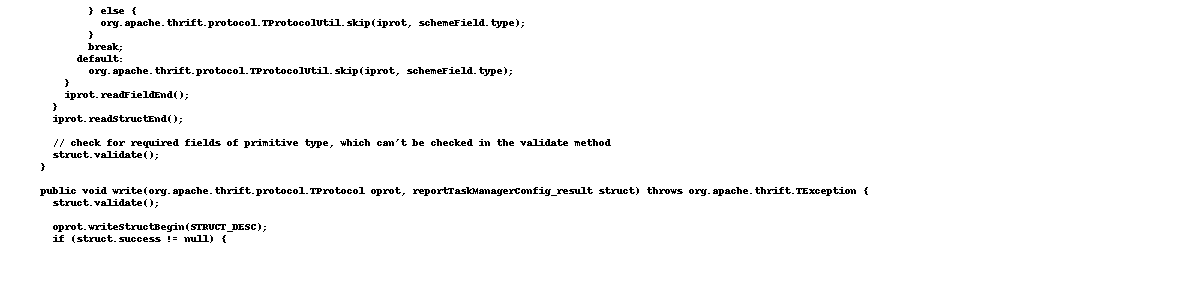 } else {
org.apache.thrift.protocol.TProtocolUtil.skip(iprot, schemeField.type);
}
break;
default:
org.apache.thrift.protocol.TProtocolUtil.skip(iprot, schemeField.type);
}
iprot.readFieldEnd();
}
iprot.readStructEnd();
// check for required fields of primitive type, which can't be checked in the validate method
struct.validate();
}
public void write(org.apache.thrift.protocol.TProtocol oprot, reportTaskManagerConfig_result struct) throws org.apache.thrift.TException {
struct.validate();
oprot.writeStructBegin(STRUCT_DESC);
if (struct.success != null) {